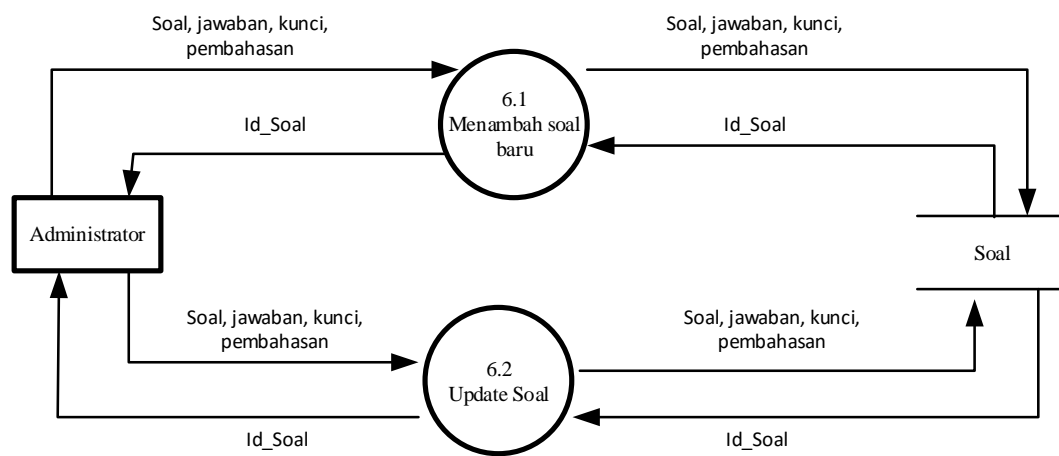 Soal, jawaban, kunci,
pembahasan
Soal, jawaban, kunci,
pembahasan
6.1
Menambah soal
baru
Id_Soal
Id_Soal
Administrator
Soal
Soal, jawaban, kunci,
pembahasan
Soal, jawaban, kunci,
pembahasan
6.2
Update Soal
Id_Soal
Id_Soal